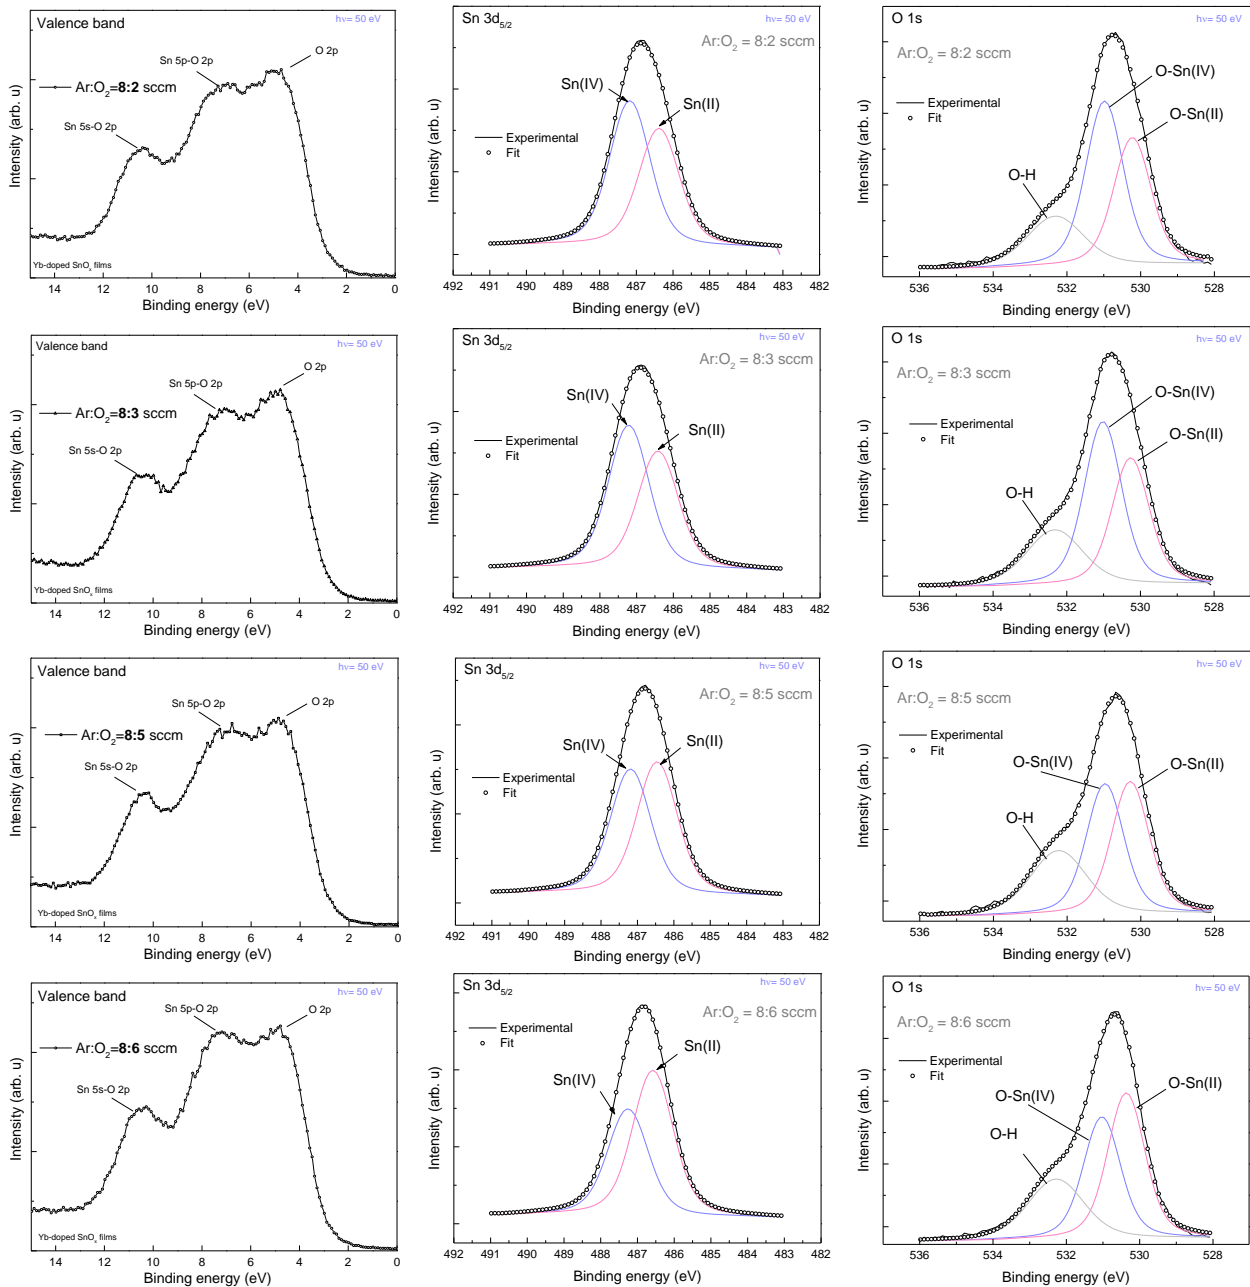 Valence band
hν= 50 eV
O 2p
Sn 5p-O 2p
Ar:O₂=8:2 sccm
Sn 5s-O 2p
Yb-doped SnOₓ films
Intensity (arb. u)
14 12 10 8 6 4 2 0
Binding energy (eV)
Sn 3d₅/₂
hν= 50 eV
Ar:O₂ = 8:2 sccm
Sn(IV)
Sn(II)
Experimental
Fit
Intensity (arb. u)
492 491 490 489 488 487 486 485 484 483 482
Binding energy (eV)
O 1s
hν= 50 eV
Ar:O₂ = 8:2 sccm
O-Sn(IV)
Experimental
Fit
O-Sn(II)
O-H
Intensity (arb. u)
536 534 532 530 528
Binding energy (eV)
Valence band
hν= 50 eV
O 2p
Sn 5p-O 2p
Ar:O₂=8:3 sccm
Sn 5s-O 2p
Yb-doped SnOₓ films
Intensity (arb. u)
14 12 10 8 6 4 2 0
Binding energy (eV)
Sn 3d₅/₂
hν= 50 eV
Ar:O₂ = 8:3 sccm
Sn(IV)
Sn(II)
Experimental
Fit
Intensity (arb. u)
492 491 490 489 488 487 486 485 484 483 482
Binding energy (eV)
O 1s
hν= 50 eV
Ar:O₂ = 8:3 sccm
O-Sn(IV)
Experimental
Fit
O-Sn(II)
O-H
Intensity (arb. u)
536 534 532 530 528
Binding energy (eV)
Valence band
hν= 50 eV
Sn 5p-O 2p
O 2p
Ar:O₂=8:5 sccm
Sn 5s-O 2p
Yb-doped SnOₓ films
Intensity (arb. u)
14 12 10 8 6 4 2 0
Binding energy (eV)
Sn 3d₅/₂
hν= 50 eV
Ar:O₂ = 8:5 sccm
Sn(IV)
Sn(II)
Experimental
Fit
Intensity (arb. u)
492 491 490 489 488 487 486 485 484 483 482
Binding energy (eV)
O 1s
hν= 50 eV
Ar:O₂ = 8:5 sccm
Experimental
Fit
O-Sn(IV)
O-Sn(II)
O-H
Intensity (arb. u)
536 534 532 530 528
Binding energy (eV)
Valence band
hν= 50 eV
Sn 5p-O 2p
O 2p
Ar:O₂=8:6 sccm
Sn 5s-O 2p
Yb-doped SnOₓ films
Intensity (arb. u)
14 12 10 8 6 4 2 0
Binding energy (eV)
Sn 3d₅/₂
hν= 50 eV
Ar:O₂ = 8:6 sccm
Experimental
Fit
Sn(II)
Sn(IV)
Intensity (arb. u)
492 491 490 489 488 487 486 485 484 483 482
Binding energy (eV)
O 1s
hν= 50 eV
Ar:O₂ = 8:6 sccm
Experimental
Fit
O-Sn(II)
O-Sn(IV)
O-H
Intensity (arb. u)
536 534 532 530 528
Binding energy (eV)